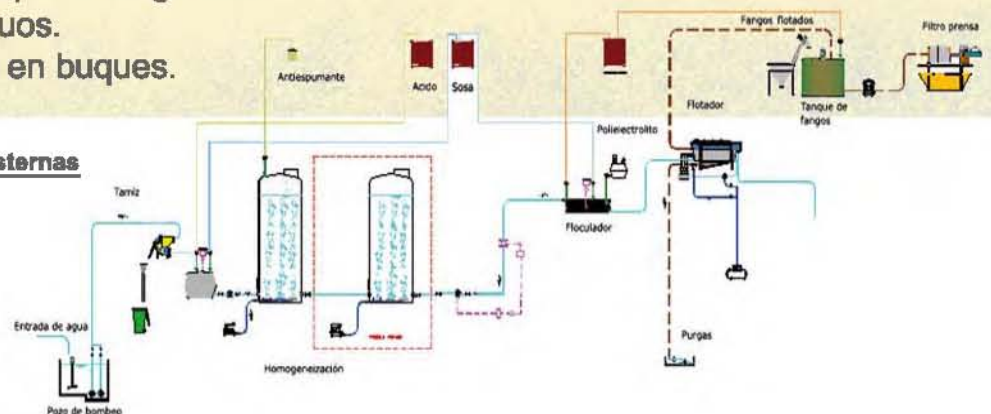 uos.
en buques.
Antiespumante
Acido
Sosa
Fangos flotados
Filtro prensa
Tanque de
fangos
Flotador
Polielectrolito
Tamiz
Floculador
Entrada de agua
Homogeneización
Purgas
Pozo de bombeo